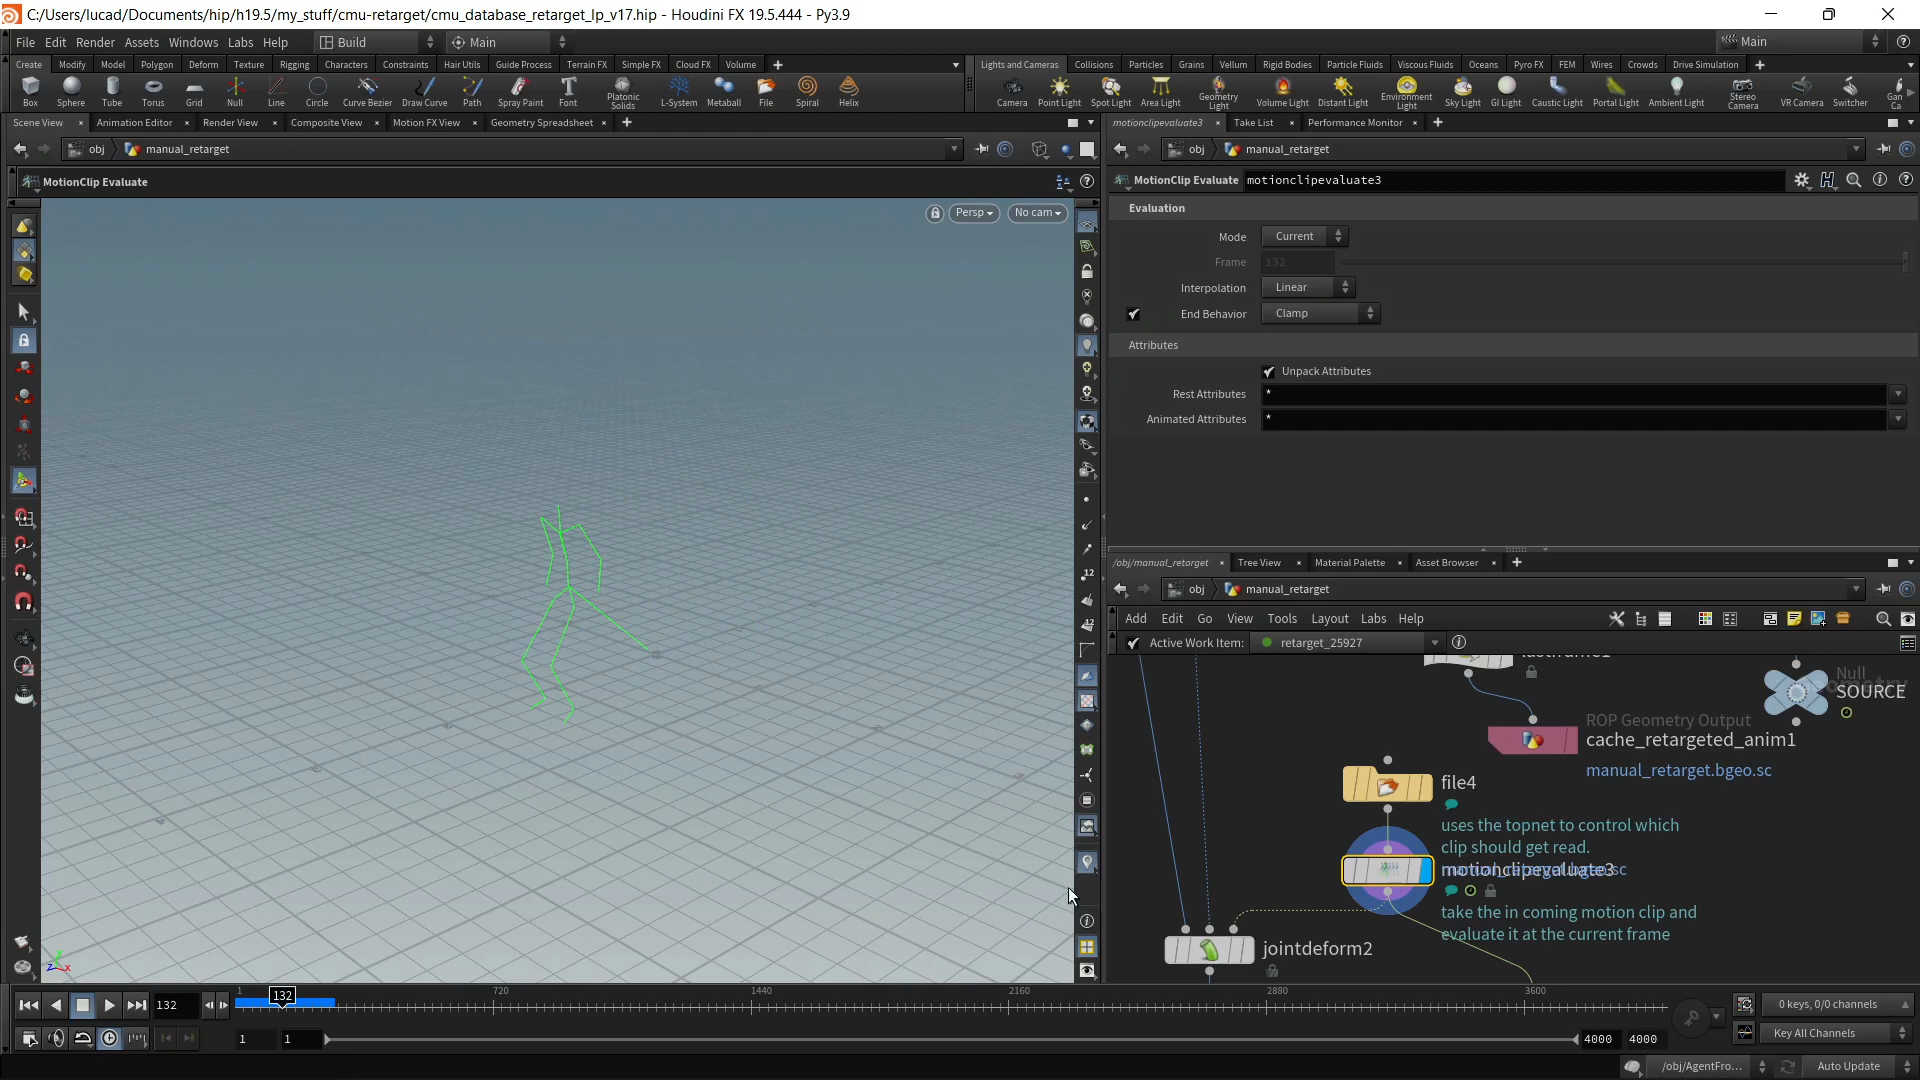 C:/Users/lucad/Documents/hip/h19.5/my_stuff/cmu-retarget/cmu_database_retarget_lp_v17.hip - Houdini FX 19.5.444 - Py3.9
File Edit Render Assets Windows Labs Help Build Main Main
Create Modify Model Polygon Deform Texture Rigging Characters Constraints Hair Utils Guide Process Terrain FX Simple FX Cloud FX Volume
Lights and Cameras Collisions Particles Grains Vellum Rigid Bodies Particle Fluids Viscous Fluids Oceans Pyro FX FEM Wires Crowds Drive Simulation
Box Sphere Tube Torus Grid Null Line Circle Curve Bezier Draw Curve Path Spray Paint Font Platonic Solids L-System Metaball File Spiral Helix
Camera Point Light Spot Light Area Light Geometry Light Volume Light Distant Light Environment Light Sky Light GI Light Caustic Light Portal Light Ambient Light Stereo Camera VR Camera Switcher Gan Ca
Scene View Animation Editor Render View Composite View Motion FX View Geometry Spreadsheet
motionclipevaluate3 Take List Performance Monitor
obj manual_retarget
obj manual_retarget
MotionClip Evaluate
MotionClip Evaluate motionclipevaluate3
Persp No cam
Evaluation
Mode Current
Frame 132
Interpolation Linear
End Behavior Clamp
Attributes
Unpack Attributes
Rest Attributes *
Animated Attributes *
/obj/manual_retarget Tree View Material Palette Asset Browser
obj manual_retarget
Add Edit Go View Tools Layout Labs Help
Active Work Item: retarget_25927
Null
SOURCE
ROP Geometry Output
cache_retargeted_anim1
manual_retarget.bgeo.sc
file4
uses the topnet to control which
clip should get read.
motionclipevaluate3
take the in coming motion clip and
evaluate it at the current frame
jointdeform2
12
12
z x
132 1 132 720 1440 2160 2880 3600
0 keys, 0/0 channels
1 1 4000 4000 Key All Channels
/obj/AgentFro... Auto Update